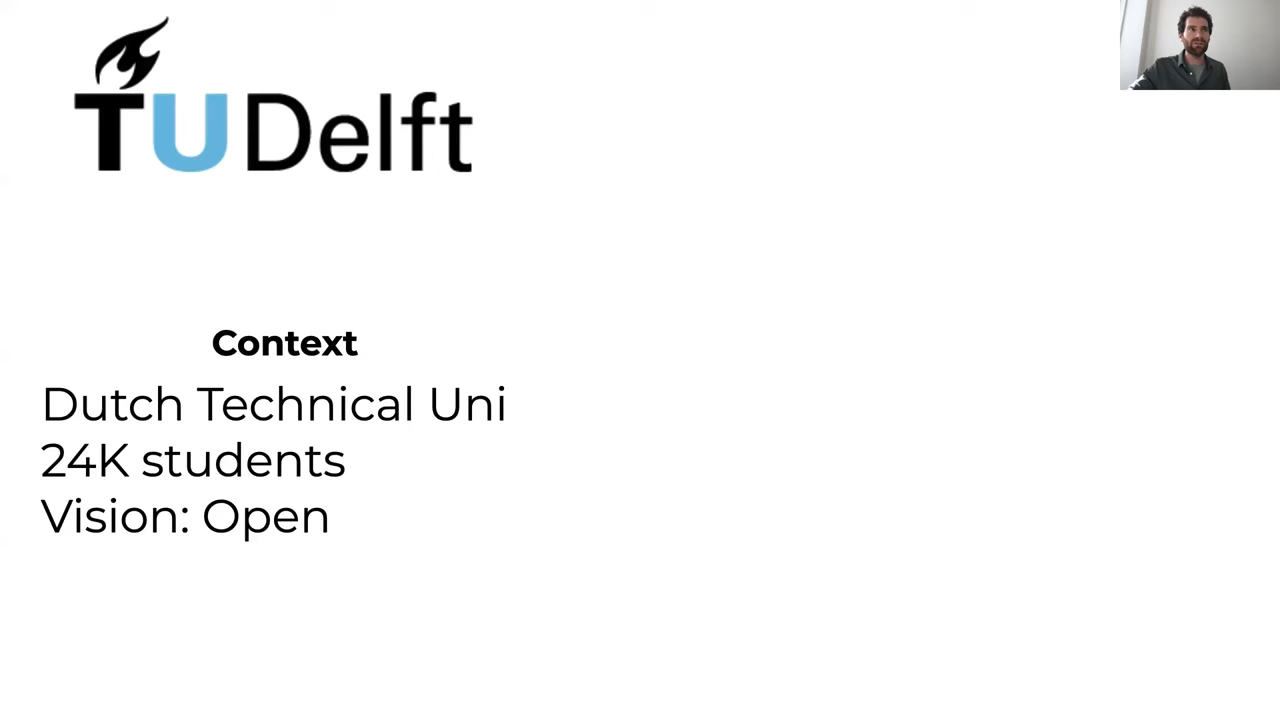 TU Delft
Context
Dutch Technical Uni
24K students
Vision: Open